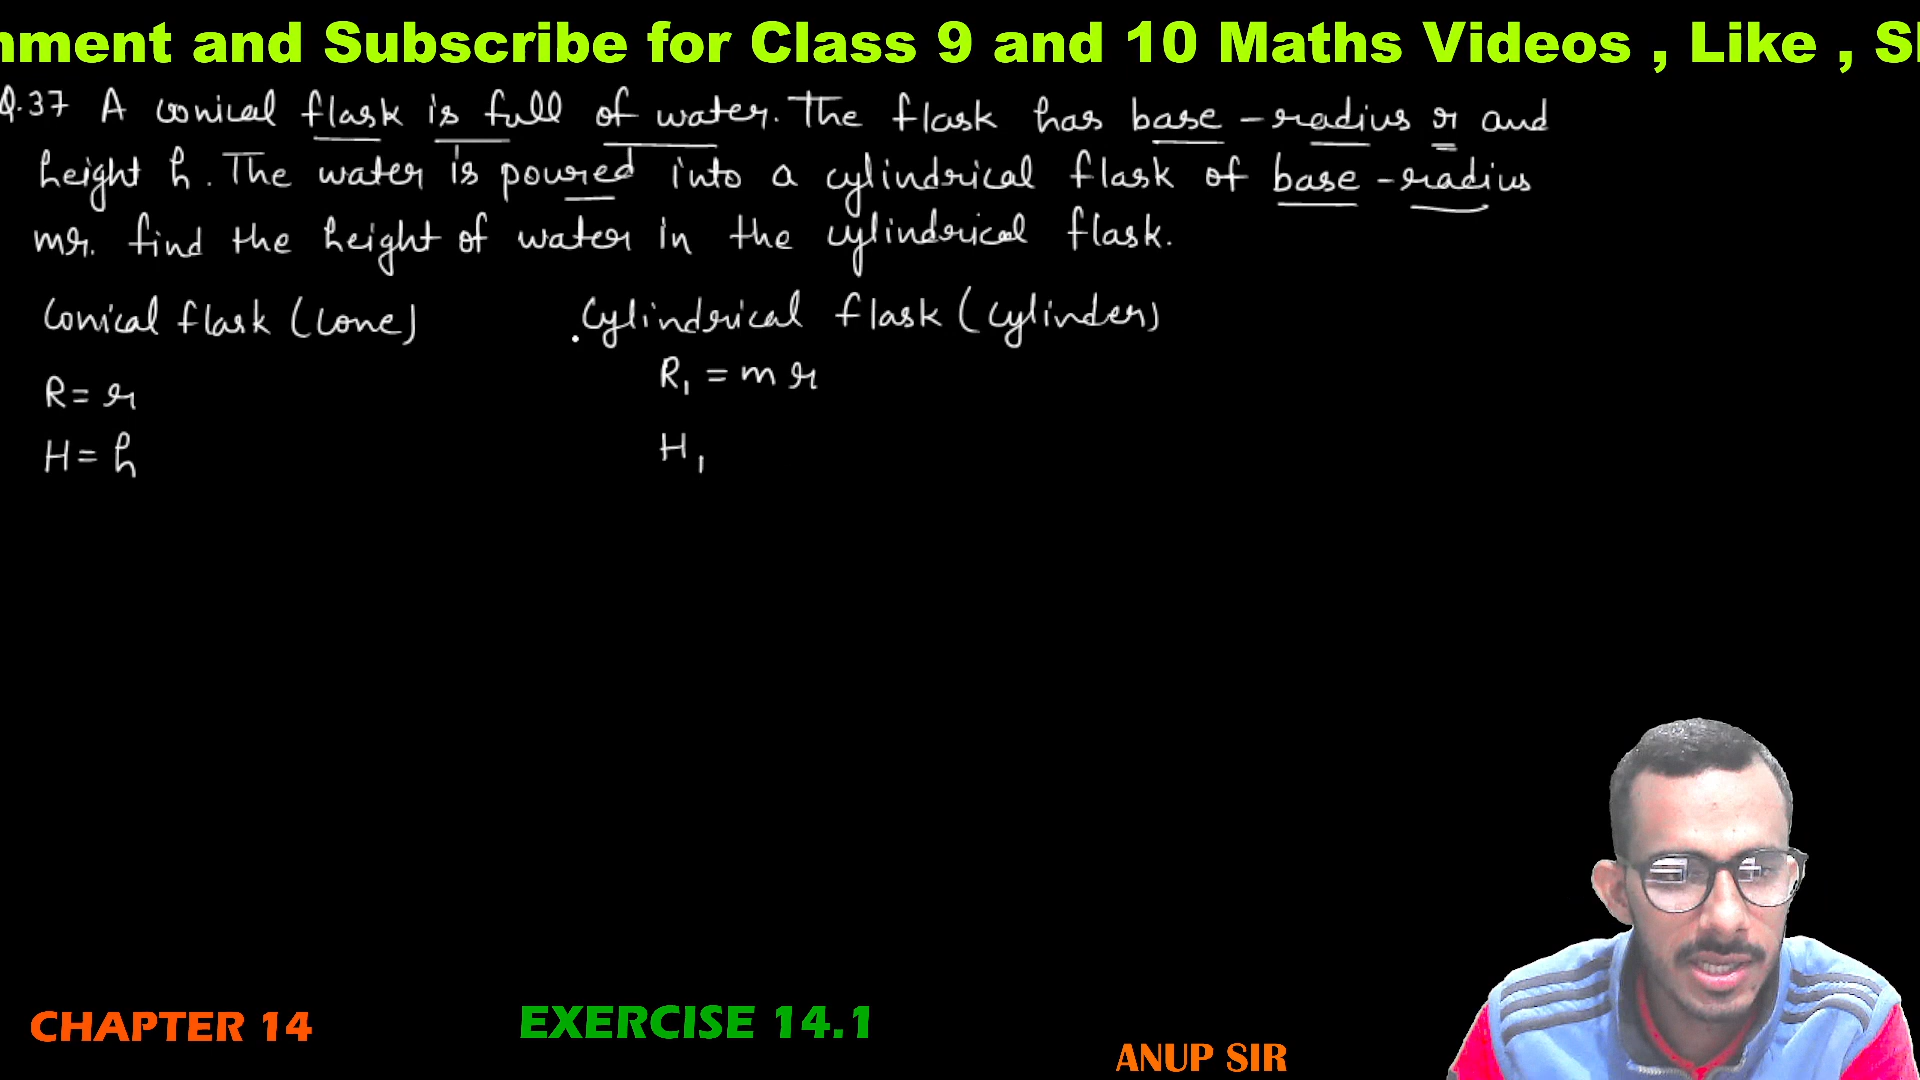 nment and Subscribe for Class 9 and 10 Maths Videos , Like , S
Q.37 A conical flask is full of water. The flask has base-radius r and
height h. The water is poured into a cylindrical flask of base-radius
mr. find the height of water in the cylindrical flask.
Conical flask (Cone)
Cylindrical flask (Cylinder)
R = r
R₁ = m r
H = h
H₁
CHAPTER 14
EXERCISE 14.1
ANUP SIR